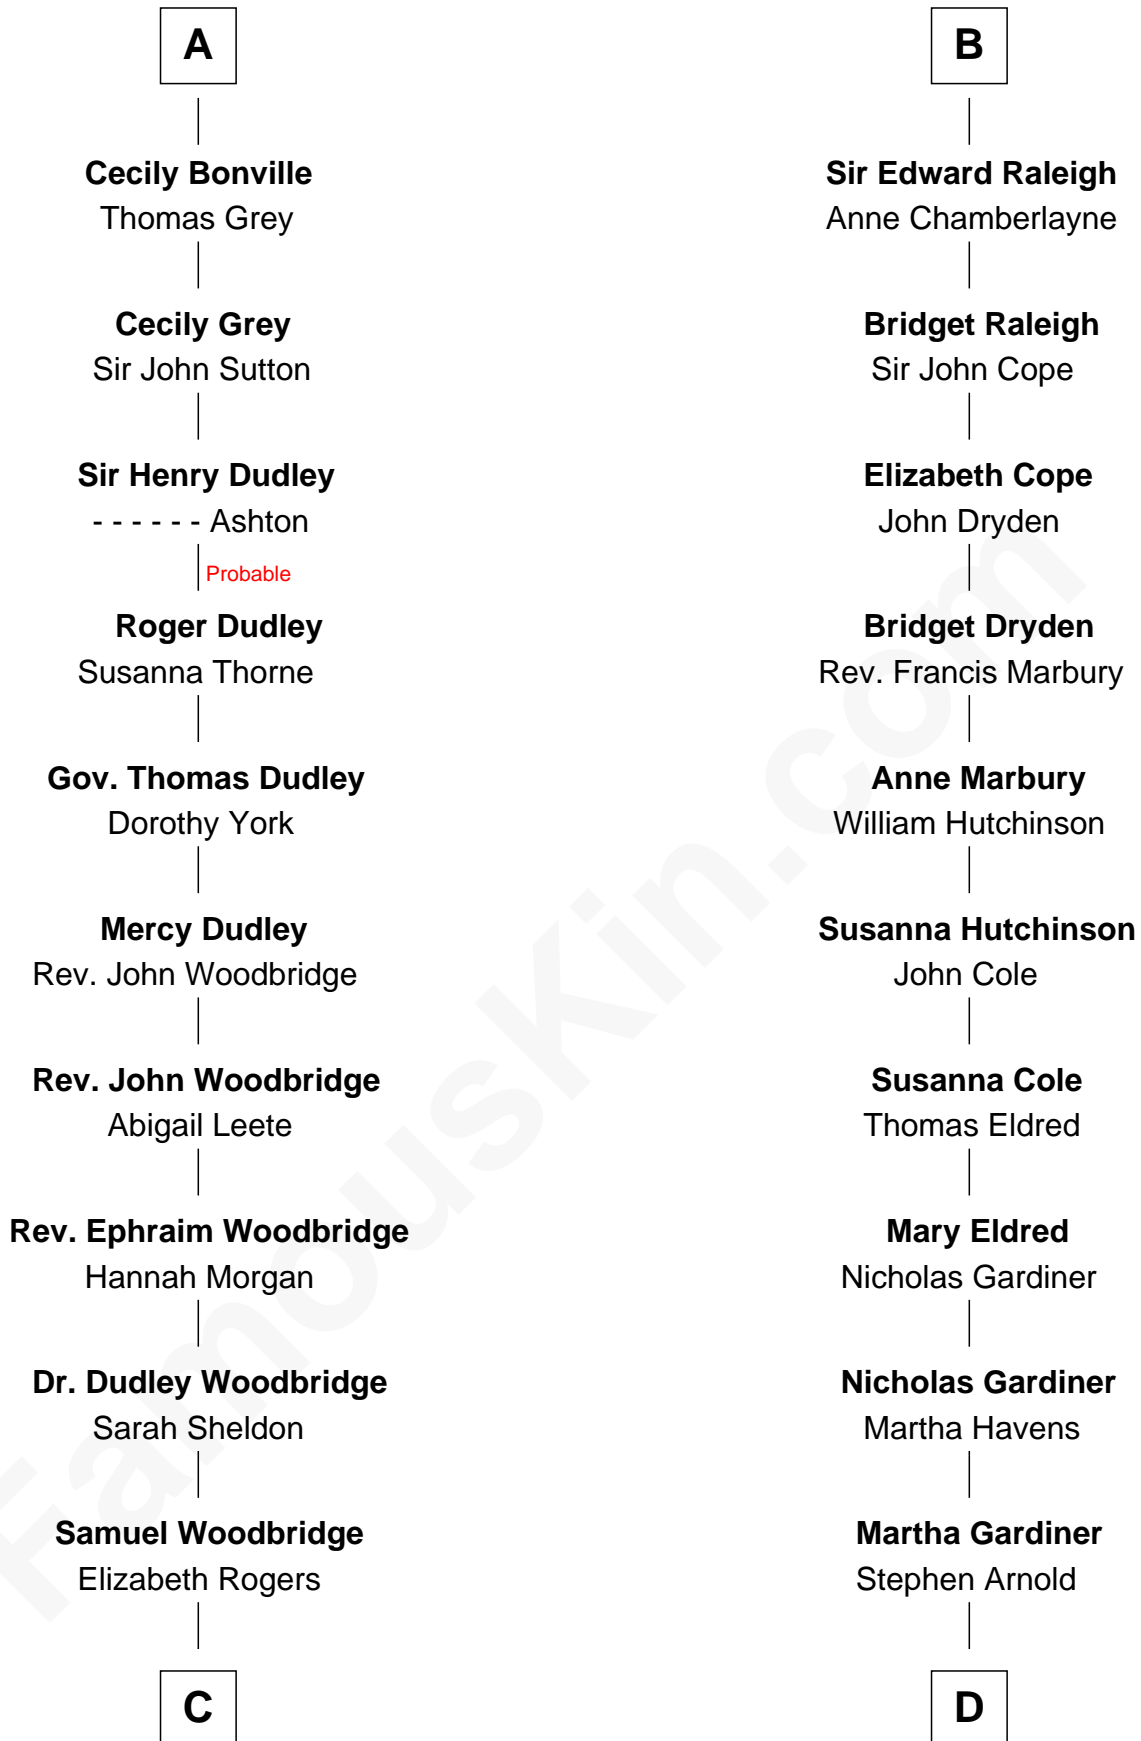 A
Cecily Bonville
Thomas Grey
Cecily Grey
Sir John Sutton
Sir Henry Dudley
- - - - - - Ashton
Probable
Roger Dudley
Susanna Thorne
Gov. Thomas Dudley
Dorothy York
Mercy Dudley
Rev. John Woodbridge
Rev. John Woodbridge
Abigail Leete
Rev. Ephraim Woodbridge
Hannah Morgan
Dr. Dudley Woodbridge
Sarah Sheldon
Samuel Woodbridge
Elizabeth Rogers
C
B
Sir Edward Raleigh
Anne Chamberlayne
Bridget Raleigh
Sir John Cope
Elizabeth Cope
John Dryden
Bridget Dryden
Rev. Francis Marbury
Anne Marbury
William Hutchinson
Susanna Hutchinson
John Cole
Susanna Cole
Thomas Eldred
Mary Eldred
Nicholas Gardiner
Nicholas Gardiner
Martha Havens
Martha Gardiner
Stephen Arnold
D
FamousKin.com